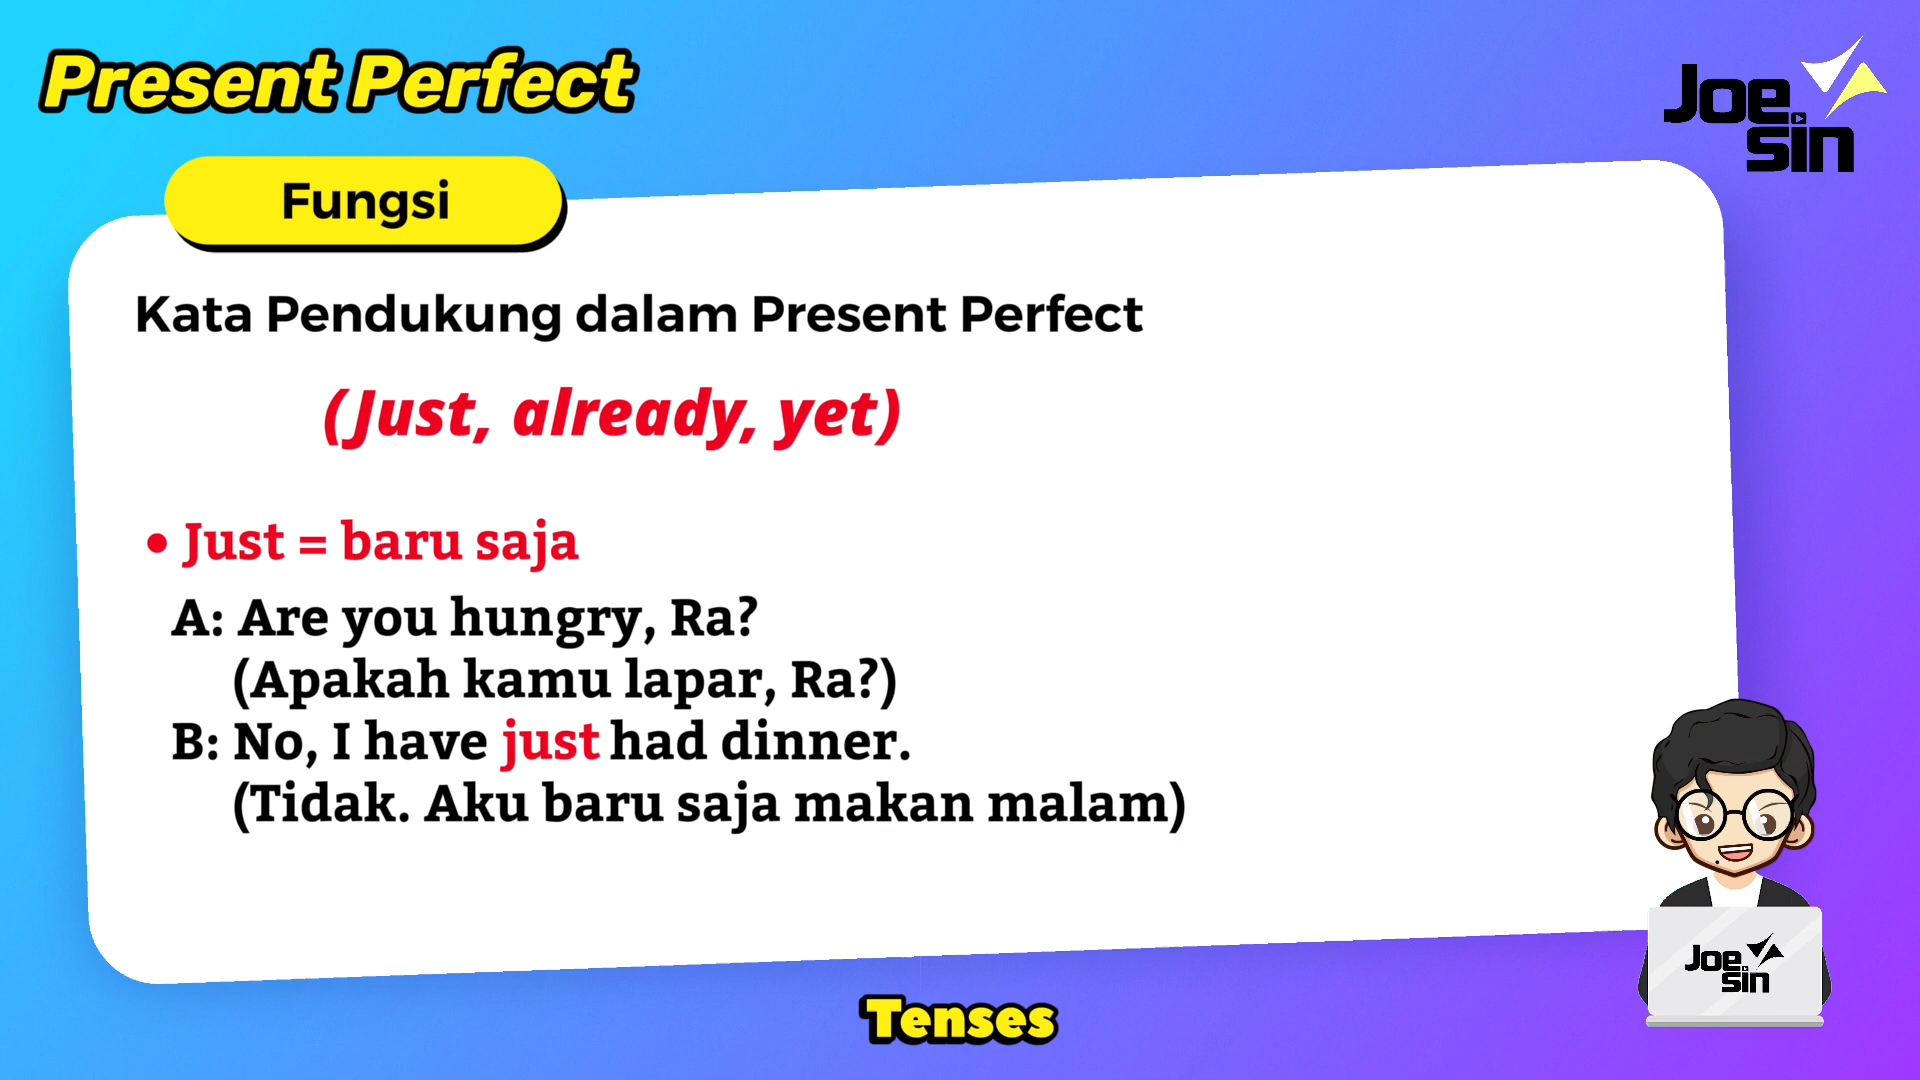 Present Perfect
Joe
sin
Fungsi
Kata Pendukung dalam Present Perfect
(Just, already, yet)
• Just = baru saja
A: Are you hungry, Ra?
(Apakah kamu lapar, Ra?)
B: No, I have just had dinner.
(Tidak. Aku baru saja makan malam)
Joe
sin
Tenses